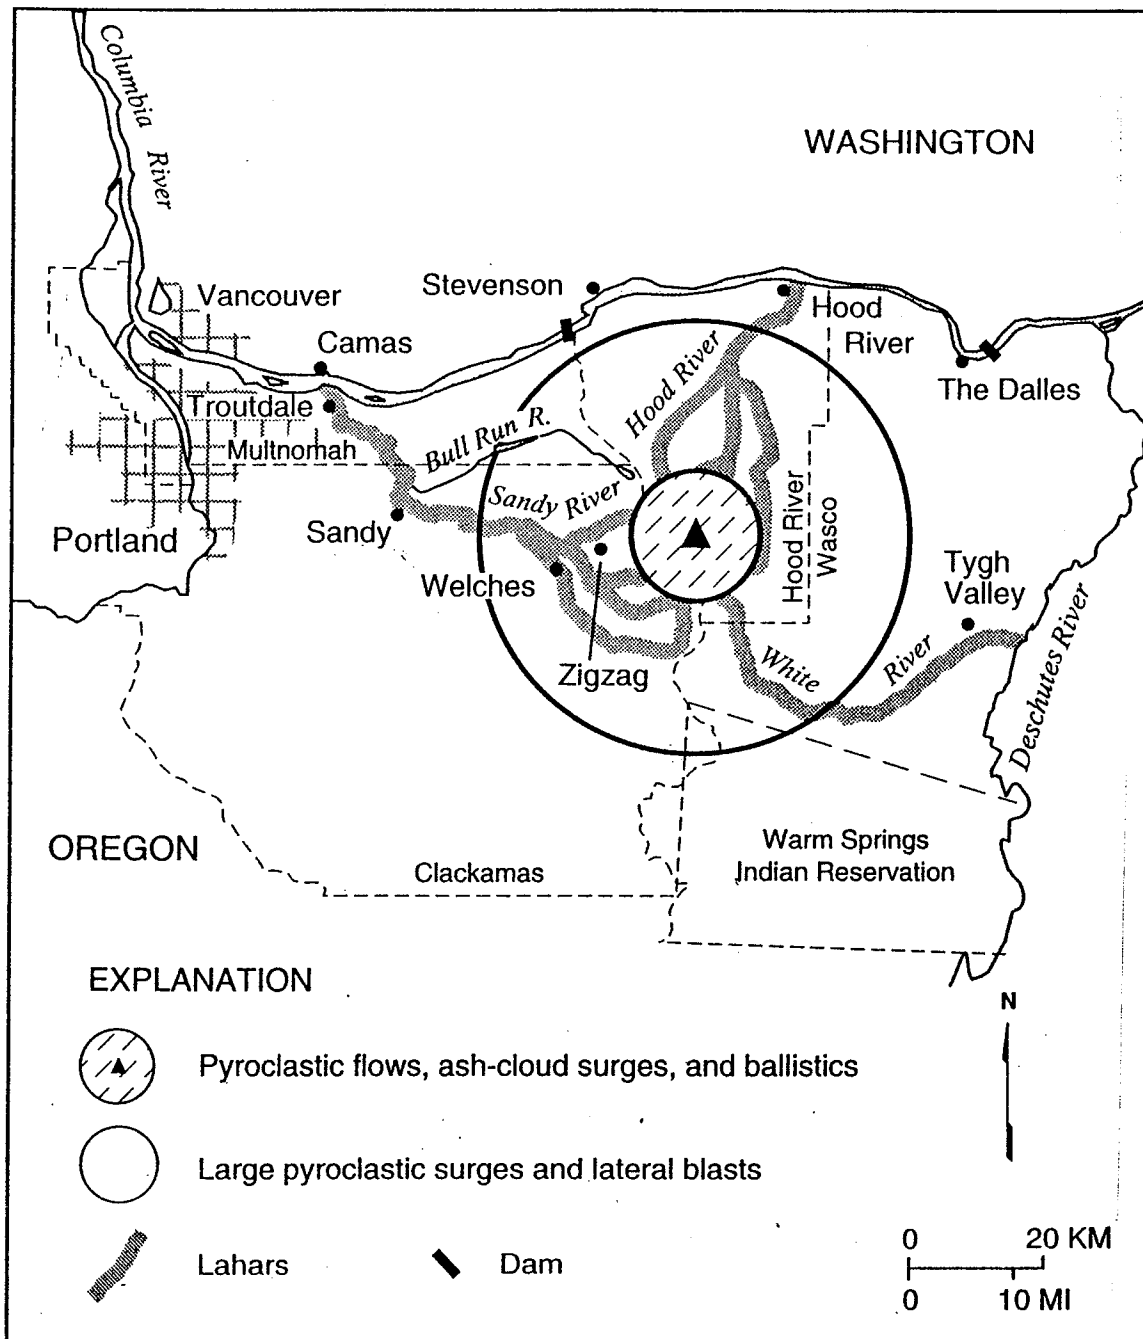 Columbia River
WASHINGTON
Vancouver
Stevenson
Camas
Hood
River
Hood River
The Dalles
Troutdale
Multnomah
Bull Run R.
Sandy River
Portland
Sandy
Welches
Zigzag
Hood River
Wasco
Tygh
Valley
White River
Deschutes River
OREGON
Clackamas
Warm Springs
Indian Reservation
EXPLANATION
N
Pyroclastic flows, ash-cloud surges, and ballistics
Large pyroclastic surges and lateral blasts
Lahars
Dam
0 20 KM
0 10 MI